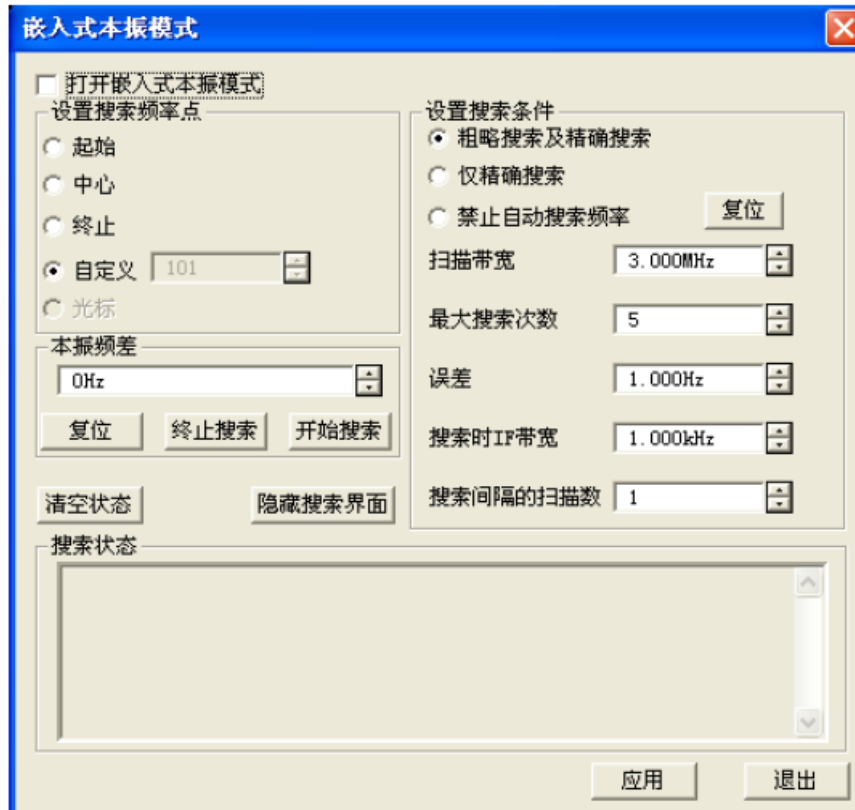 嵌入式本振模式
打开嵌入式本振模式
设置搜索频率点
起始
中心
终止
自定义 101
光标
本振频差
0Hz
复位 终止搜索 开始搜索
清空状态 隐藏搜索界面
设置搜索条件
粗略搜索及精确搜索
仅精确搜索
禁止自动搜索频率 复位
扫描带宽 3.000MHz
最大搜索次数 5
误差 1.000Hz
搜索时IF带宽 1.000kHz
搜索间隔的扫描数 1
搜索状态
应用 退出